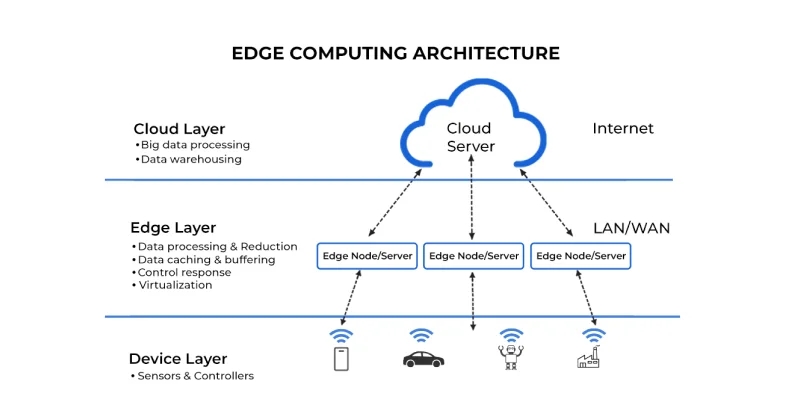 EDGE COMPUTING ARCHITECTURE
Cloud Layer
•Big data processing
•Data warehousing
Cloud
Server
Internet
Edge Layer
•Data processing & Reduction
•Data caching & buffering
•Control response
•Virtualization
LAN/WAN
Edge Node/Server
Edge Node/Server
Edge Node/Server
Device Layer
• Sensors & Controllers